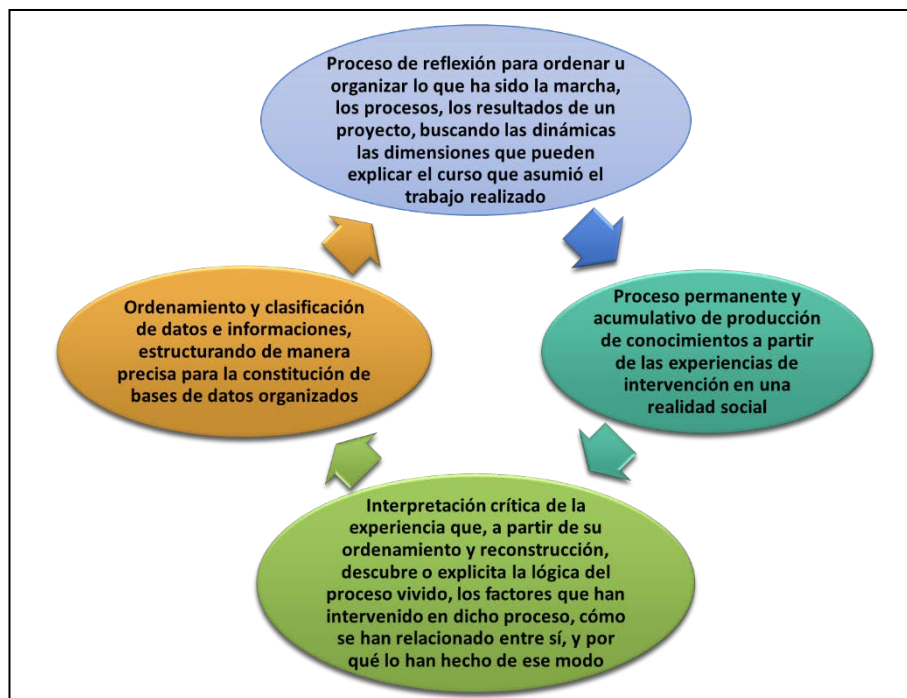 Proceso de reflexión para ordenar u
organizar lo que ha sido la marcha,
los procesos, los resultados de un
proyecto, buscando las dinámicas
las dimensiones que pueden
explicar el curso que asumió el
trabajo realizado
Ordenamiento y clasificación
de datos e informaciones,
estructurando de manera
precisa para la constitución de
bases de datos organizados
Proceso permanente y
acumulativo de producción
de conocimientos a partir
de las experiencias de
intervención en una
realidad social
Interpretación crítica de la
experiencia que, a partir de su
ordenamiento y reconstrucción,
descubre o explicita la lógica del
proceso vivido, los factores que han
intervenido en dicho proceso, cómo
se han relacionado entre sí, y por
qué lo han hecho de ese modo